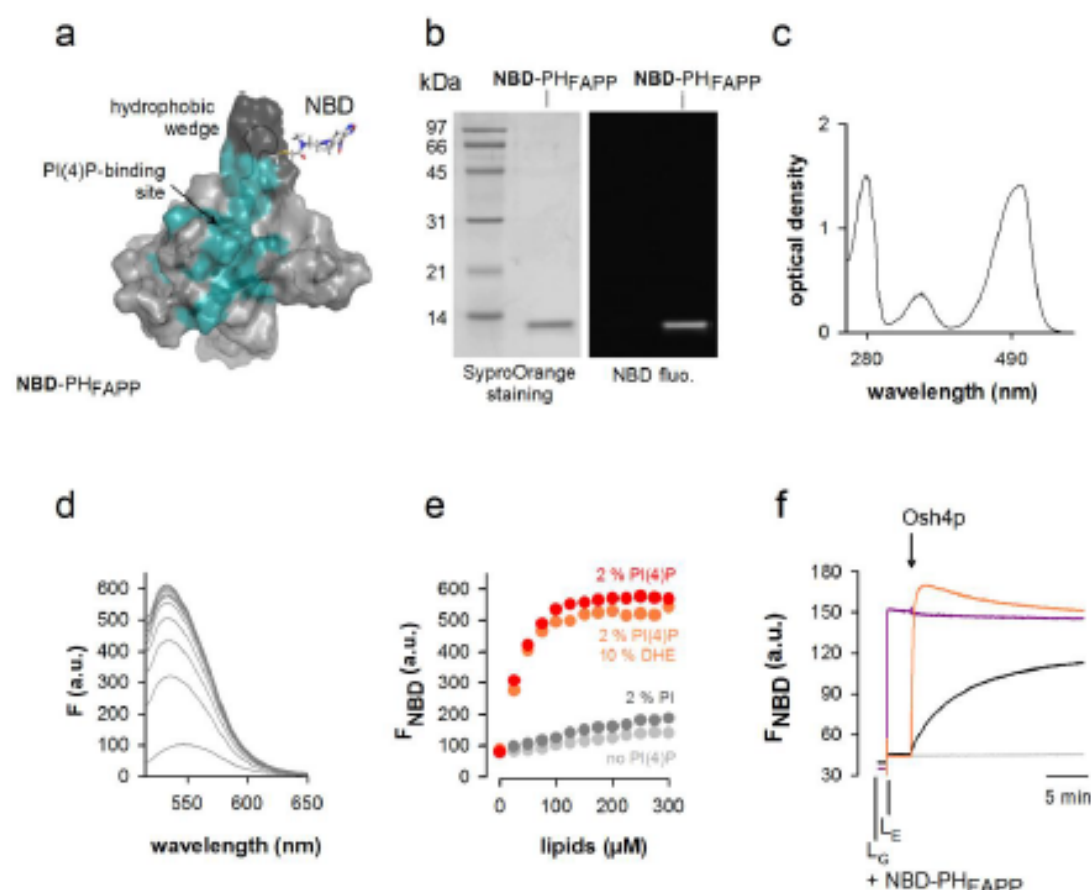 a
hydrophobic
wedge
NBD
PI(4)P-binding
site
NBD-PHFAPP
b
kDa
NBD-PHFAPP
NBD-PHFAPP
97
66
45
31
21
14
SyproOrange
staining
NBD fluo.
c
optical density
2
1
0
280
490
wavelength (nm)
d
F (a.u.)
600
500
400
300
200
100
0
550
600
650
wavelength (nm)
e
FNBD (a.u.)
600
500
400
300
200
100
0
2 % PI(4)P
2 % PI(4)P
10 % DHE
2 % PI
no PI(4)P
0
100
200
300
lipids (µM)
f
Osh4p
FNBD (a.u.)
180
150
120
90
60
30
5 min
LE
LG
+ NBD-PHFAPP